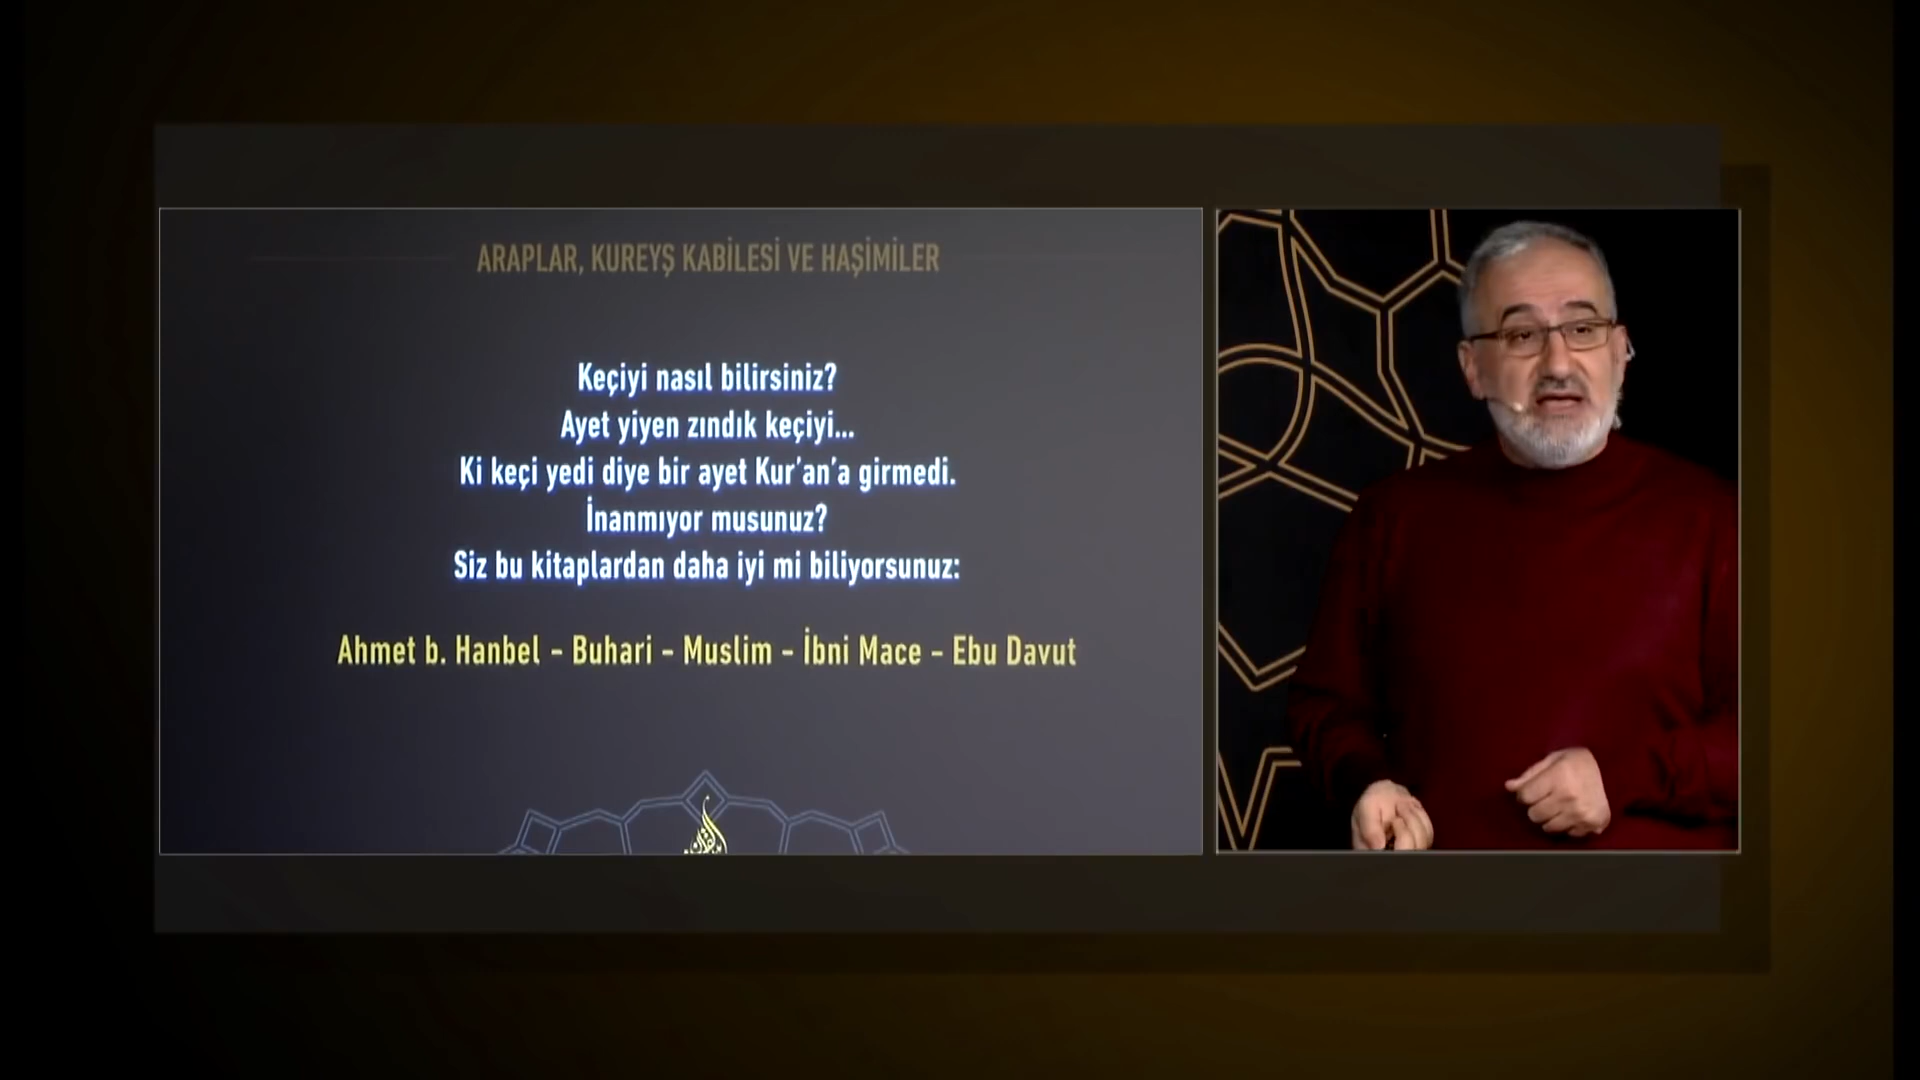 ARAPLAR, KUREYŞ KABİLESİ VE HAŞİMİLER
Keçiyi nasıl bilirsiniz?
Ayet yiyen zındık keçiyi...
Ki keçi yedi diye bir ayet Kur'an'a girmedi.
İnanmıyor musunuz?
Siz bu kitaplardan daha iyi mi biliyorsunuz:
Ahmet b. Hanbel - Buhari - Muslim - İbni Mace - Ebu Davut